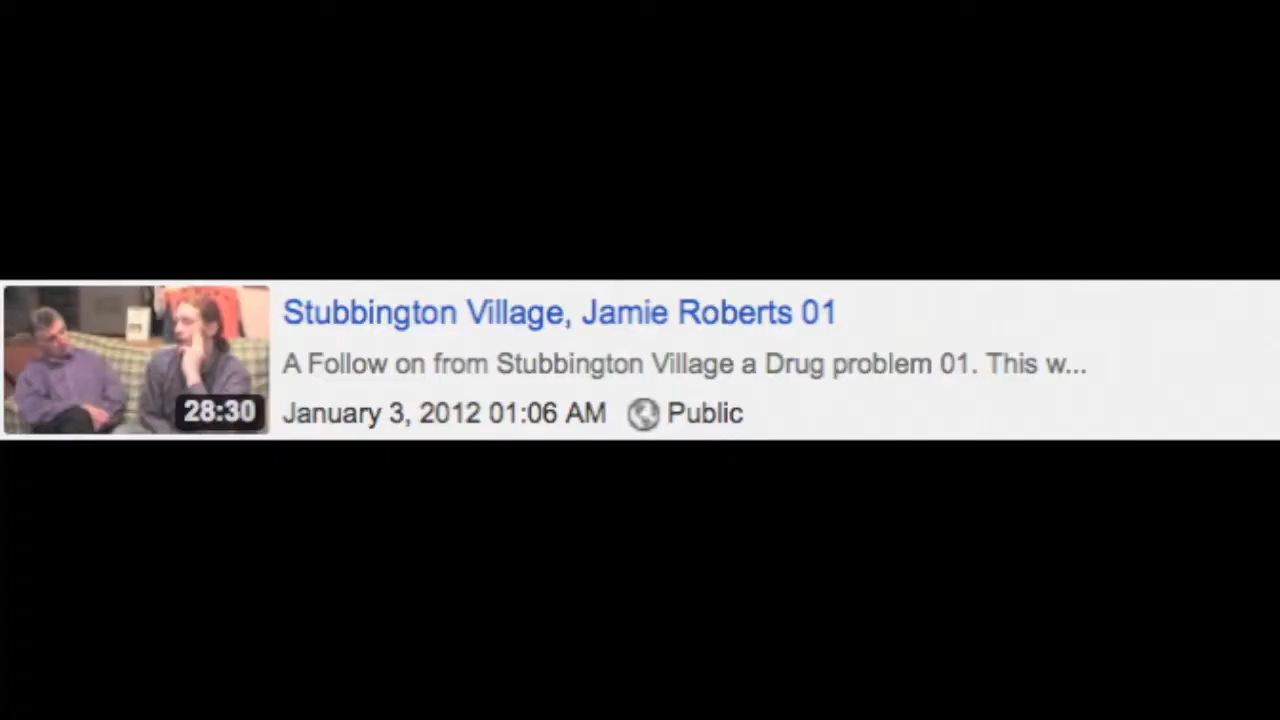 Stubbington Village, Jamie Roberts 01
A Follow on from Stubbington Village a Drug problem 01. This w...
28:30
January 3, 2012 01:06 AM Public